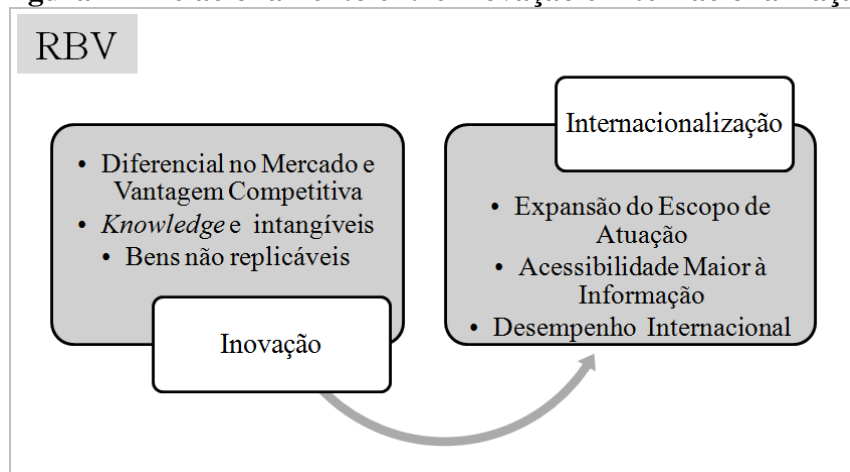 RBV
• Diferencial no Mercado e
Vantagem Competitiva
• Knowledge e intangíveis
• Bens não replicáveis
Inovação
Internacionalização
• Expansão do Escopo de
Atuação
• Acessibilidade Maior à
Informação
• Desempenho Internacional